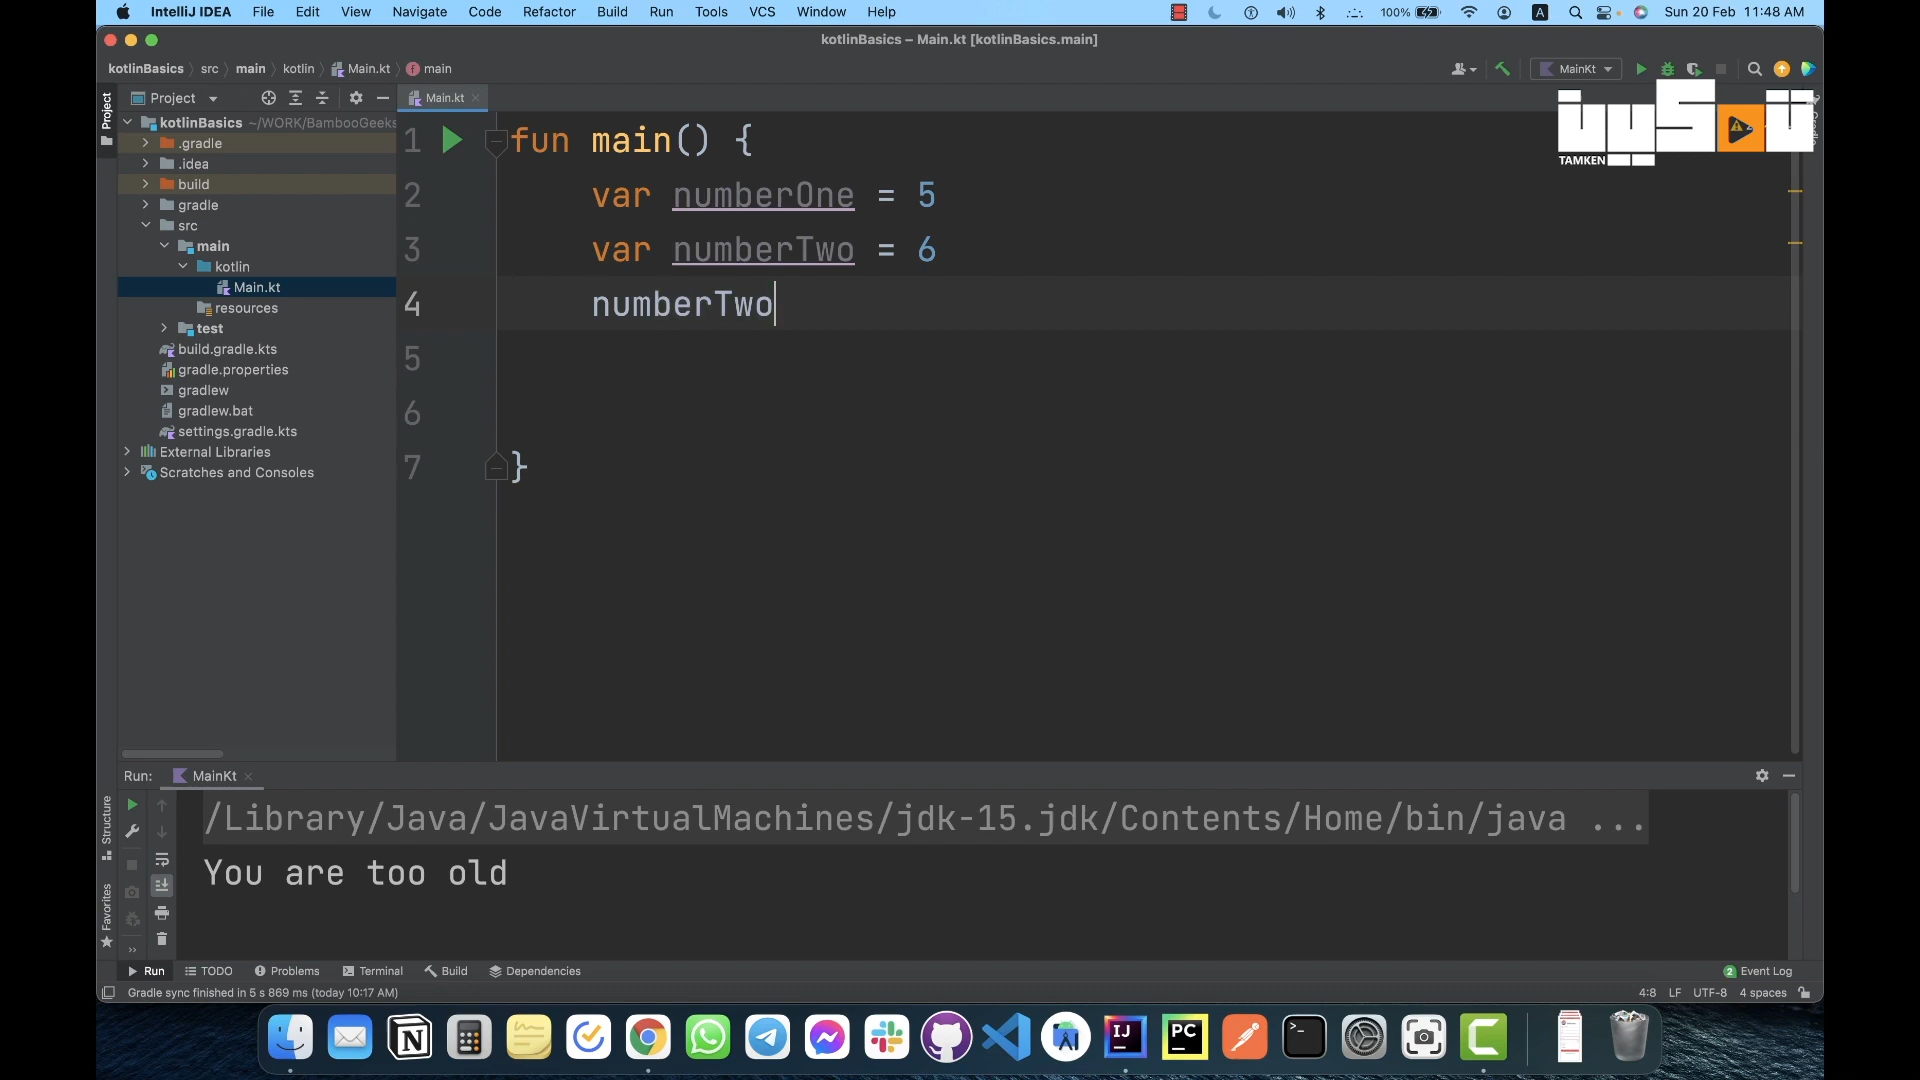 IntelliJ IDEA File Edit View Navigate Code Refactor Build Run Tools VCS Window Help 100% A Sun 20 Feb 11:48 AM
kotlinBasics – Main.kt [kotlinBasics.main]
kotlinBasics src main kotlin Main.kt main MainKt
Project Project Main.kt
kotlinBasics ~/WORK/BambooGeeks
.gradle
.idea
build
gradle
src
main
kotlin
Main.kt
resources
test
build.gradle.kts
gradle.properties
gradlew
gradlew.bat
settings.gradle.kts
External Libraries
Scratches and Consoles
1 fun main() {
2 var numberOne = 5
3 var numberTwo = 6
4 numberTwo
5
6
7 }
TAMKEN
Run: MainKt
/Library/Java/JavaVirtualMachines/jdk-15.jdk/Contents/Home/bin/java ...
You are too old
Structure
Favorites
Run TODO Problems Terminal Build Dependencies 2 Event Log
Gradle sync finished in 5 s 869 ms (today 10:17 AM) 4:8 LF UTF-8 4 spaces
IJ PC